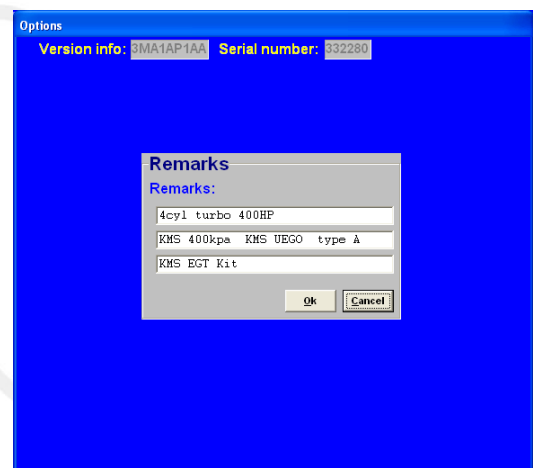 Options
Version info: 3MA1AP1AA Serial number: 332280
Remarks
Remarks:
4cyl turbo 400HP
KMS 400kpa KMS UEGO type A
KMS EGT Kit
Ok Cancel